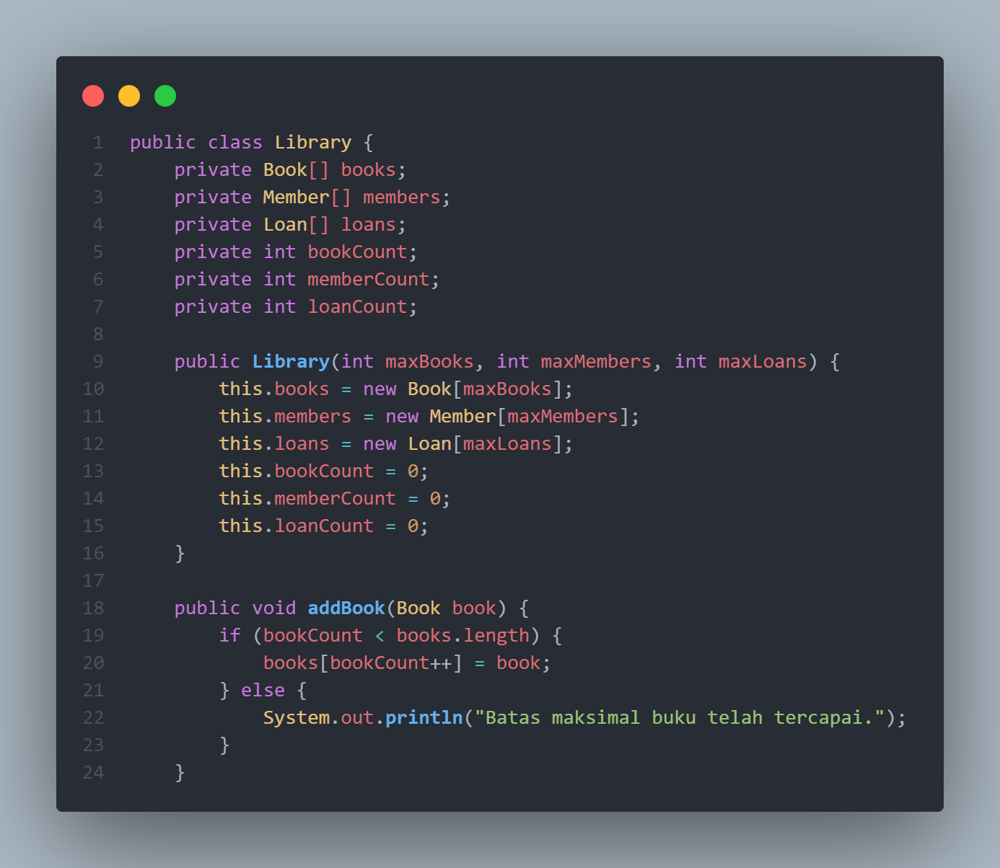 1 public class Library {
2     private Book[] books;
3     private Member[] members;
4     private Loan[] loans;
5     private int bookCount;
6     private int memberCount;
7     private int loanCount;
8
9     public Library(int maxBooks, int maxMembers, int maxLoans) {
10         this.books = new Book[maxBooks];
11         this.members = new Member[maxMembers];
12         this.loans = new Loan[maxLoans];
13         this.bookCount = 0;
14         this.memberCount = 0;
15         this.loanCount = 0;
16     }
17
18     public void addBook(Book book) {
19         if (bookCount < books.length) {
20             books[bookCount++] = book;
21         } else {
22             System.out.println("Batas maksimal buku telah tercapai.");
23         }
24     }